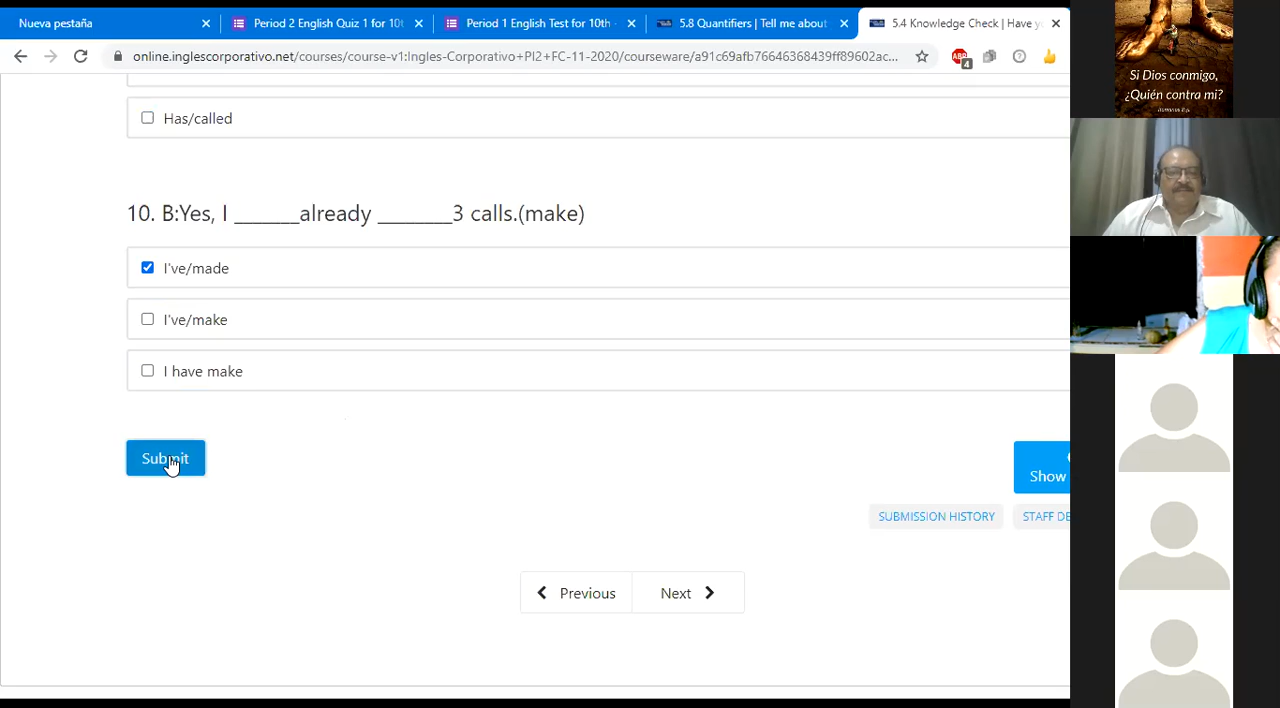 Nueva pestaña
Period 2 English Quiz 1 for 10t
Period 1 English Test for 10th
5.8 Quantifiers | Tell me about
5.4 Knowledge Check | Have yo
online.inglescorporativo.net/courses/course-v1:Ingles-Corporativo+PI2+FC-11-2020/courseware/a91c69afb76646368439ff89602ac...
4
Si Dios conmigo,
¿Quién contra mi?
Has/called
10. B:Yes, I _______already ________3 calls.(make)
I've/made
I've/make
I have make
Submit
Show
SUBMISSION HISTORY
STAFF DE
Previous
Next